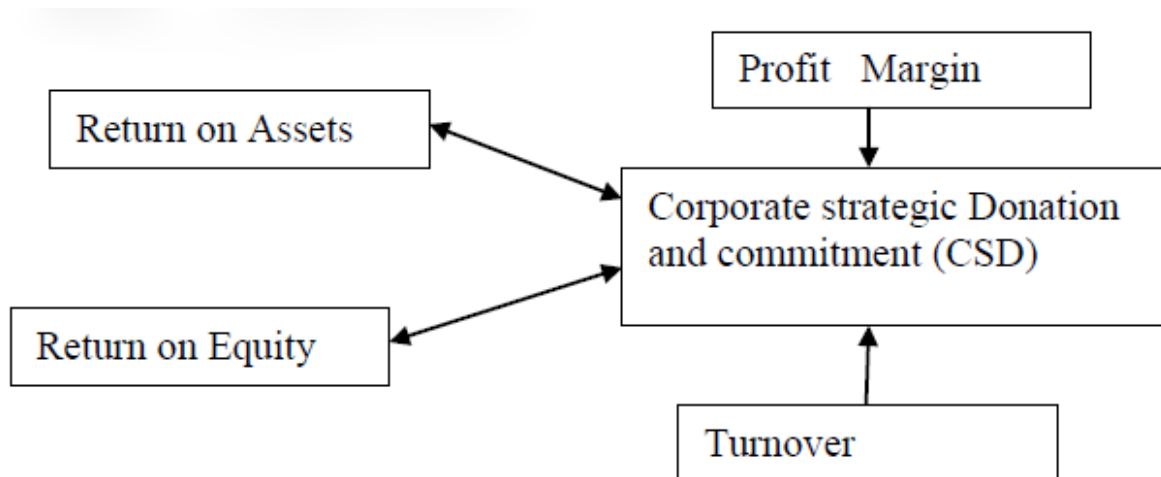 Profit Margin
Return on Assets
Corporate strategic Donation
and commitment (CSD)
Return on Equity
Turnover